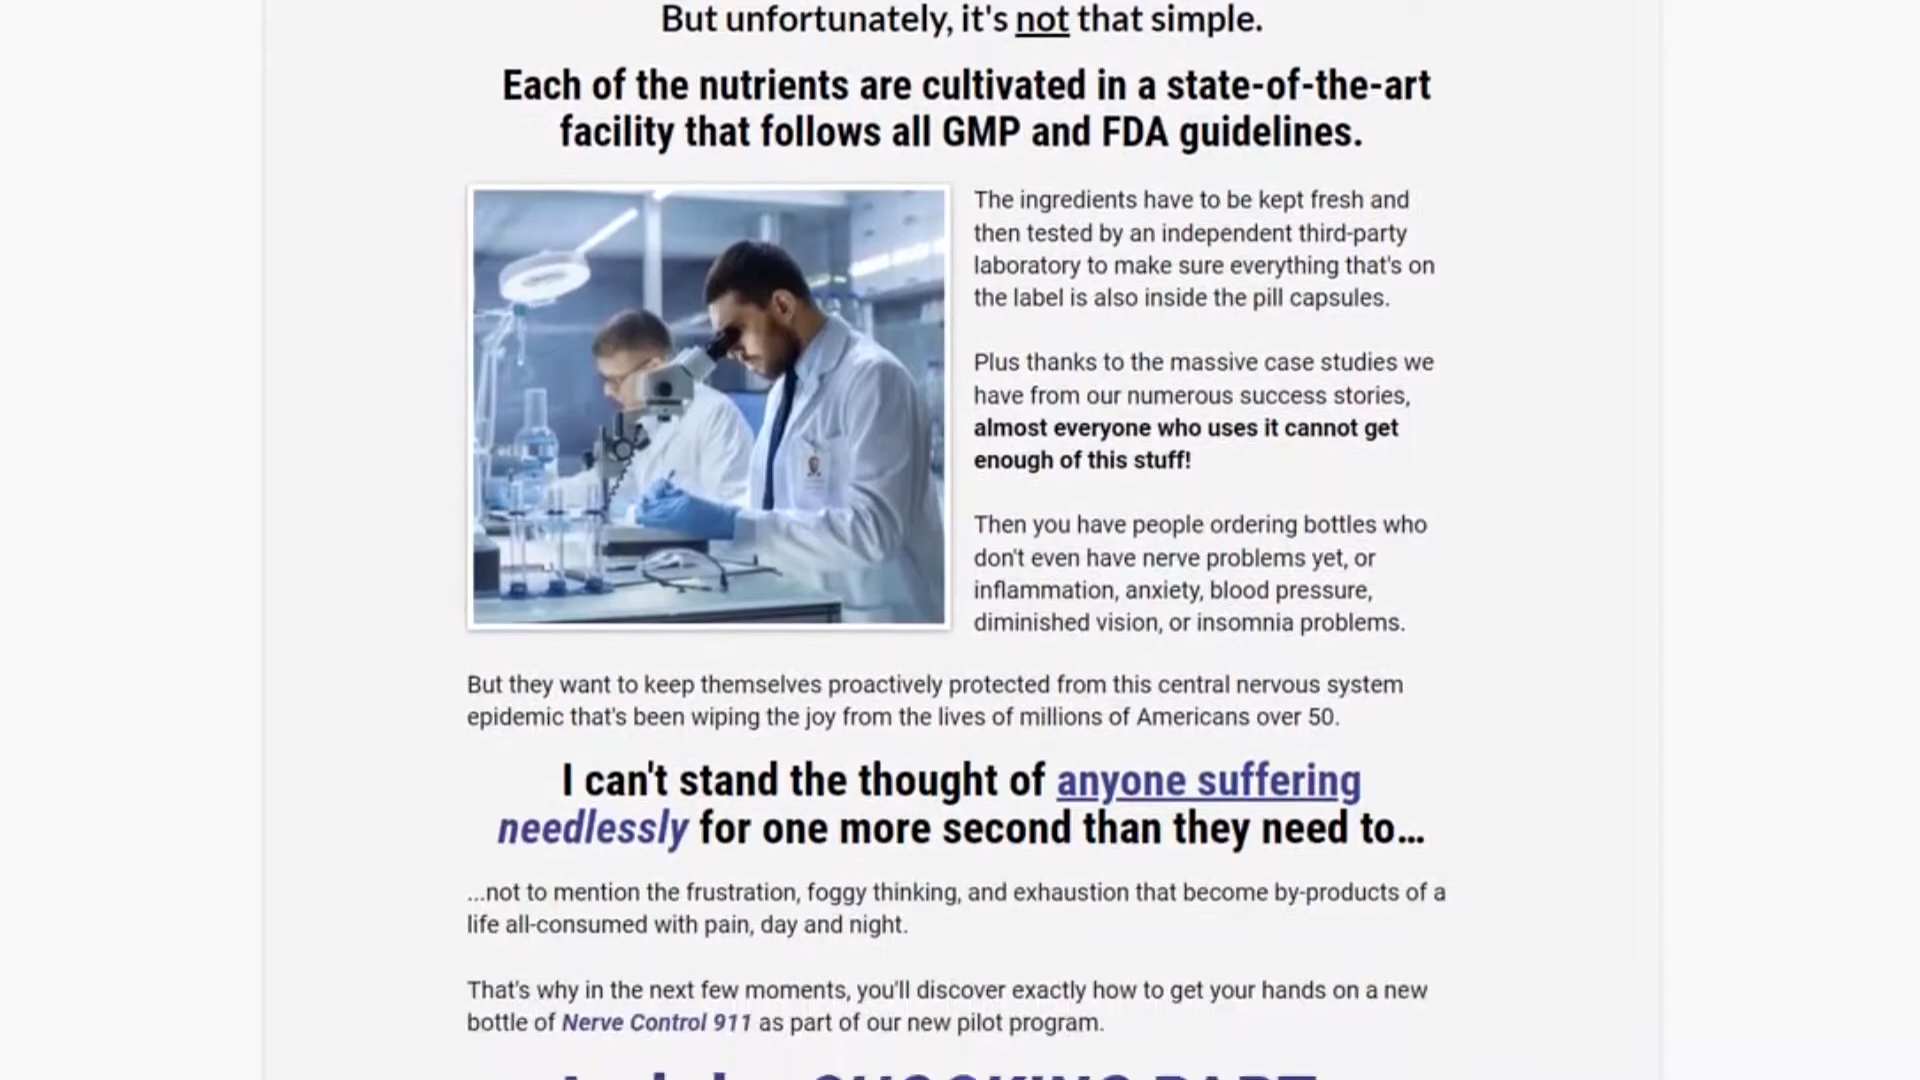 But unfortunately, it's not that simple.
Each of the nutrients are cultivated in a state-of-the-art
facility that follows all GMP and FDA guidelines.
The ingredients have to be kept fresh and
then tested by an independent third-party
laboratory to make sure everything that's on
the label is also inside the pill capsules.
Plus thanks to the massive case studies we
have from our numerous success stories,
almost everyone who uses it cannot get
enough of this stuff!
Then you have people ordering bottles who
don't even have nerve problems yet, or
inflammation, anxiety, blood pressure,
diminished vision, or insomnia problems.
But they want to keep themselves proactively protected from this central nervous system
epidemic that's been wiping the joy from the lives of millions of Americans over 50.
I can't stand the thought of anyone suffering
needlessly for one more second than they need to...
...not to mention the frustration, foggy thinking, and exhaustion that become by-products of a
life all-consumed with pain, day and night.
That's why in the next few moments, you'll discover exactly how to get your hands on a new
bottle of Nerve Control 911 as part of our new pilot program.